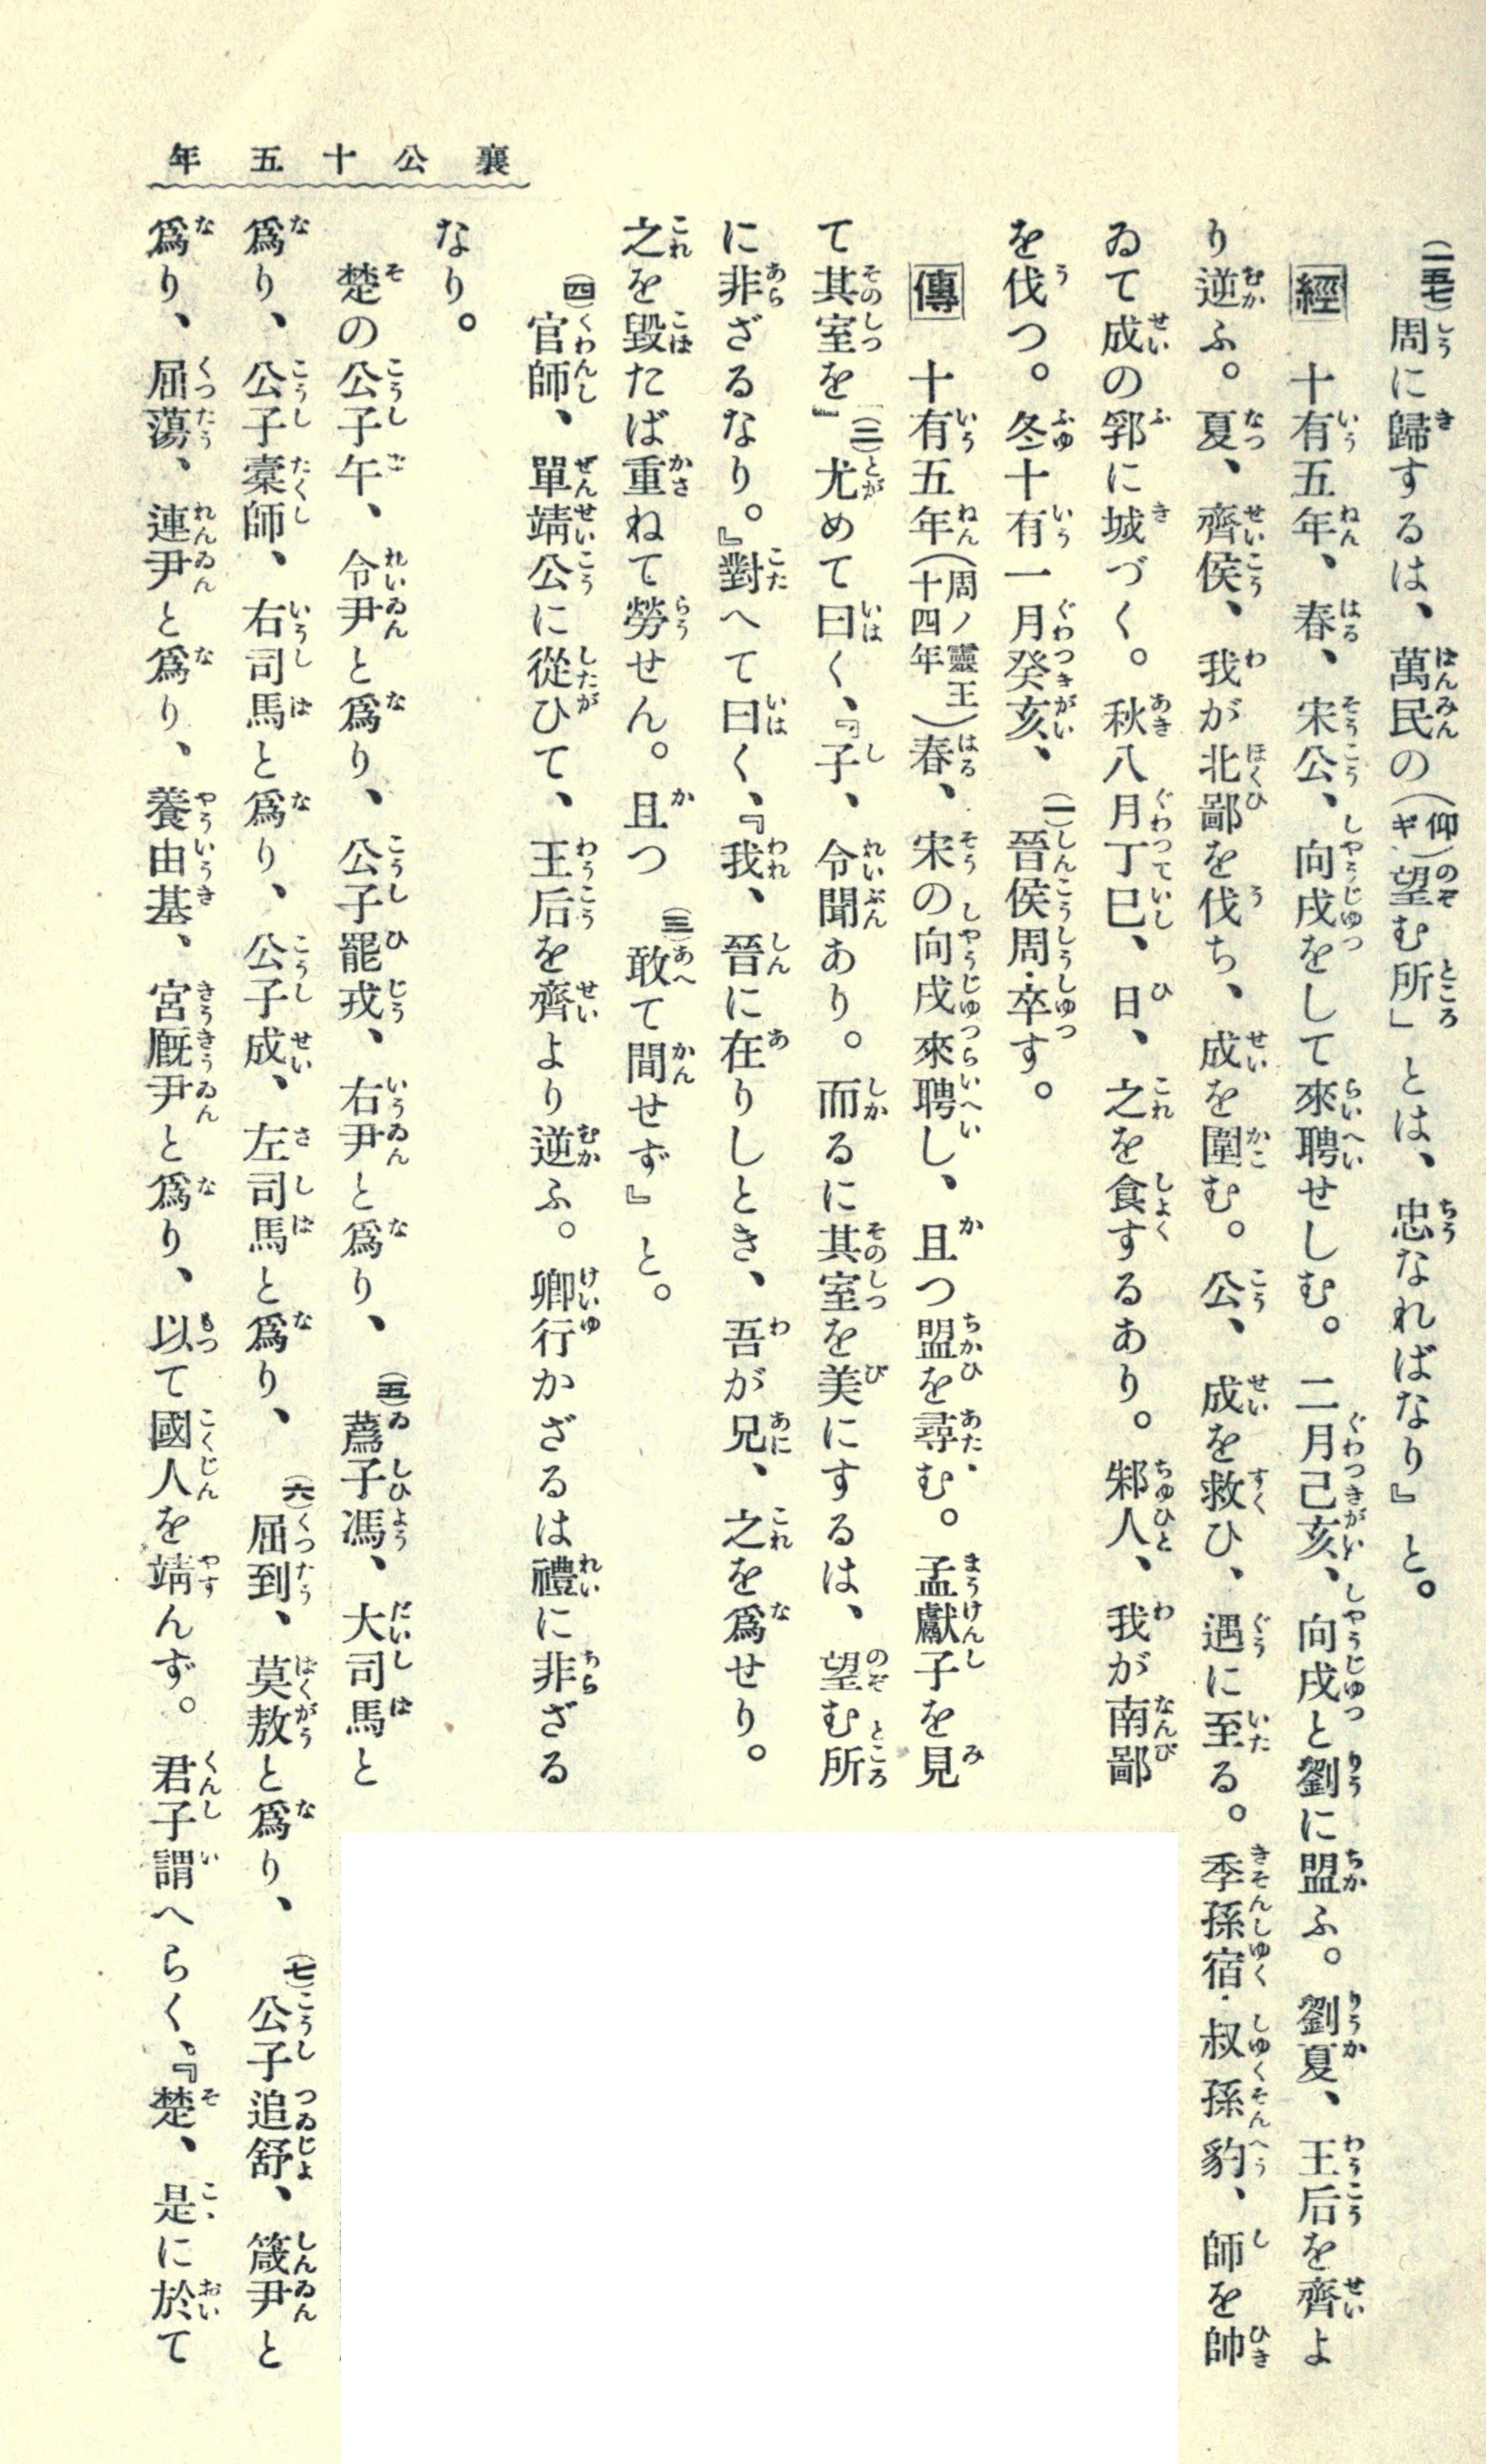 襄公十五年
(一五七)周に歸するは、萬民の(仰ギ)望む所」とは、忠なればなり』と。
經　十有五年、春、宋公、向戌をして來聘せしむ。二月己亥、向戌と劉に盟ふ。劉夏、王后を齊よ
り逆ふ。夏、齊侯、我が北鄙を伐ち、成を圍む。公、成を救ひ、遇に至る。季孫宿・叔孫豹、師を帥
ゐて成の郛に城づく。秋八月丁巳、日、之を食するあり。邾人、我が南鄙
を伐つ。冬十有一月癸亥、(一)晉侯周・卒す。
傳　十有五年(周ノ靈王十四年)春、宋の向戌來聘し、且つ盟を尋む。孟獻子を見
て其室を』(二)尤めて曰く、『子、令聞あり。而るに其室を美にするは、望む所
に非ざるなり。』對へて曰く、『我、晉に在りしとき、吾が兄、之を爲せり。
之を毀たば重ねて勞せん。且つ(三)敢て間せず』と。
(四)官師、單靖公に從ひて、王后を齊より逆ふ。卿行かざるは禮に非ざる
なり。
楚の公子午、令尹と爲り、公子罷戎、右尹と爲り、(五)蔿子馮、大司馬と
爲り、公子橐師、右司馬と爲り、公子成、左司馬と爲り、(六)屈到、莫敖と爲り、(七)公子追舒、箴尹と
爲り、屈蕩、連尹と爲り、養由基、宮厩尹と爲り、以て國人を靖んず。君子謂へらく、『楚、是に於て